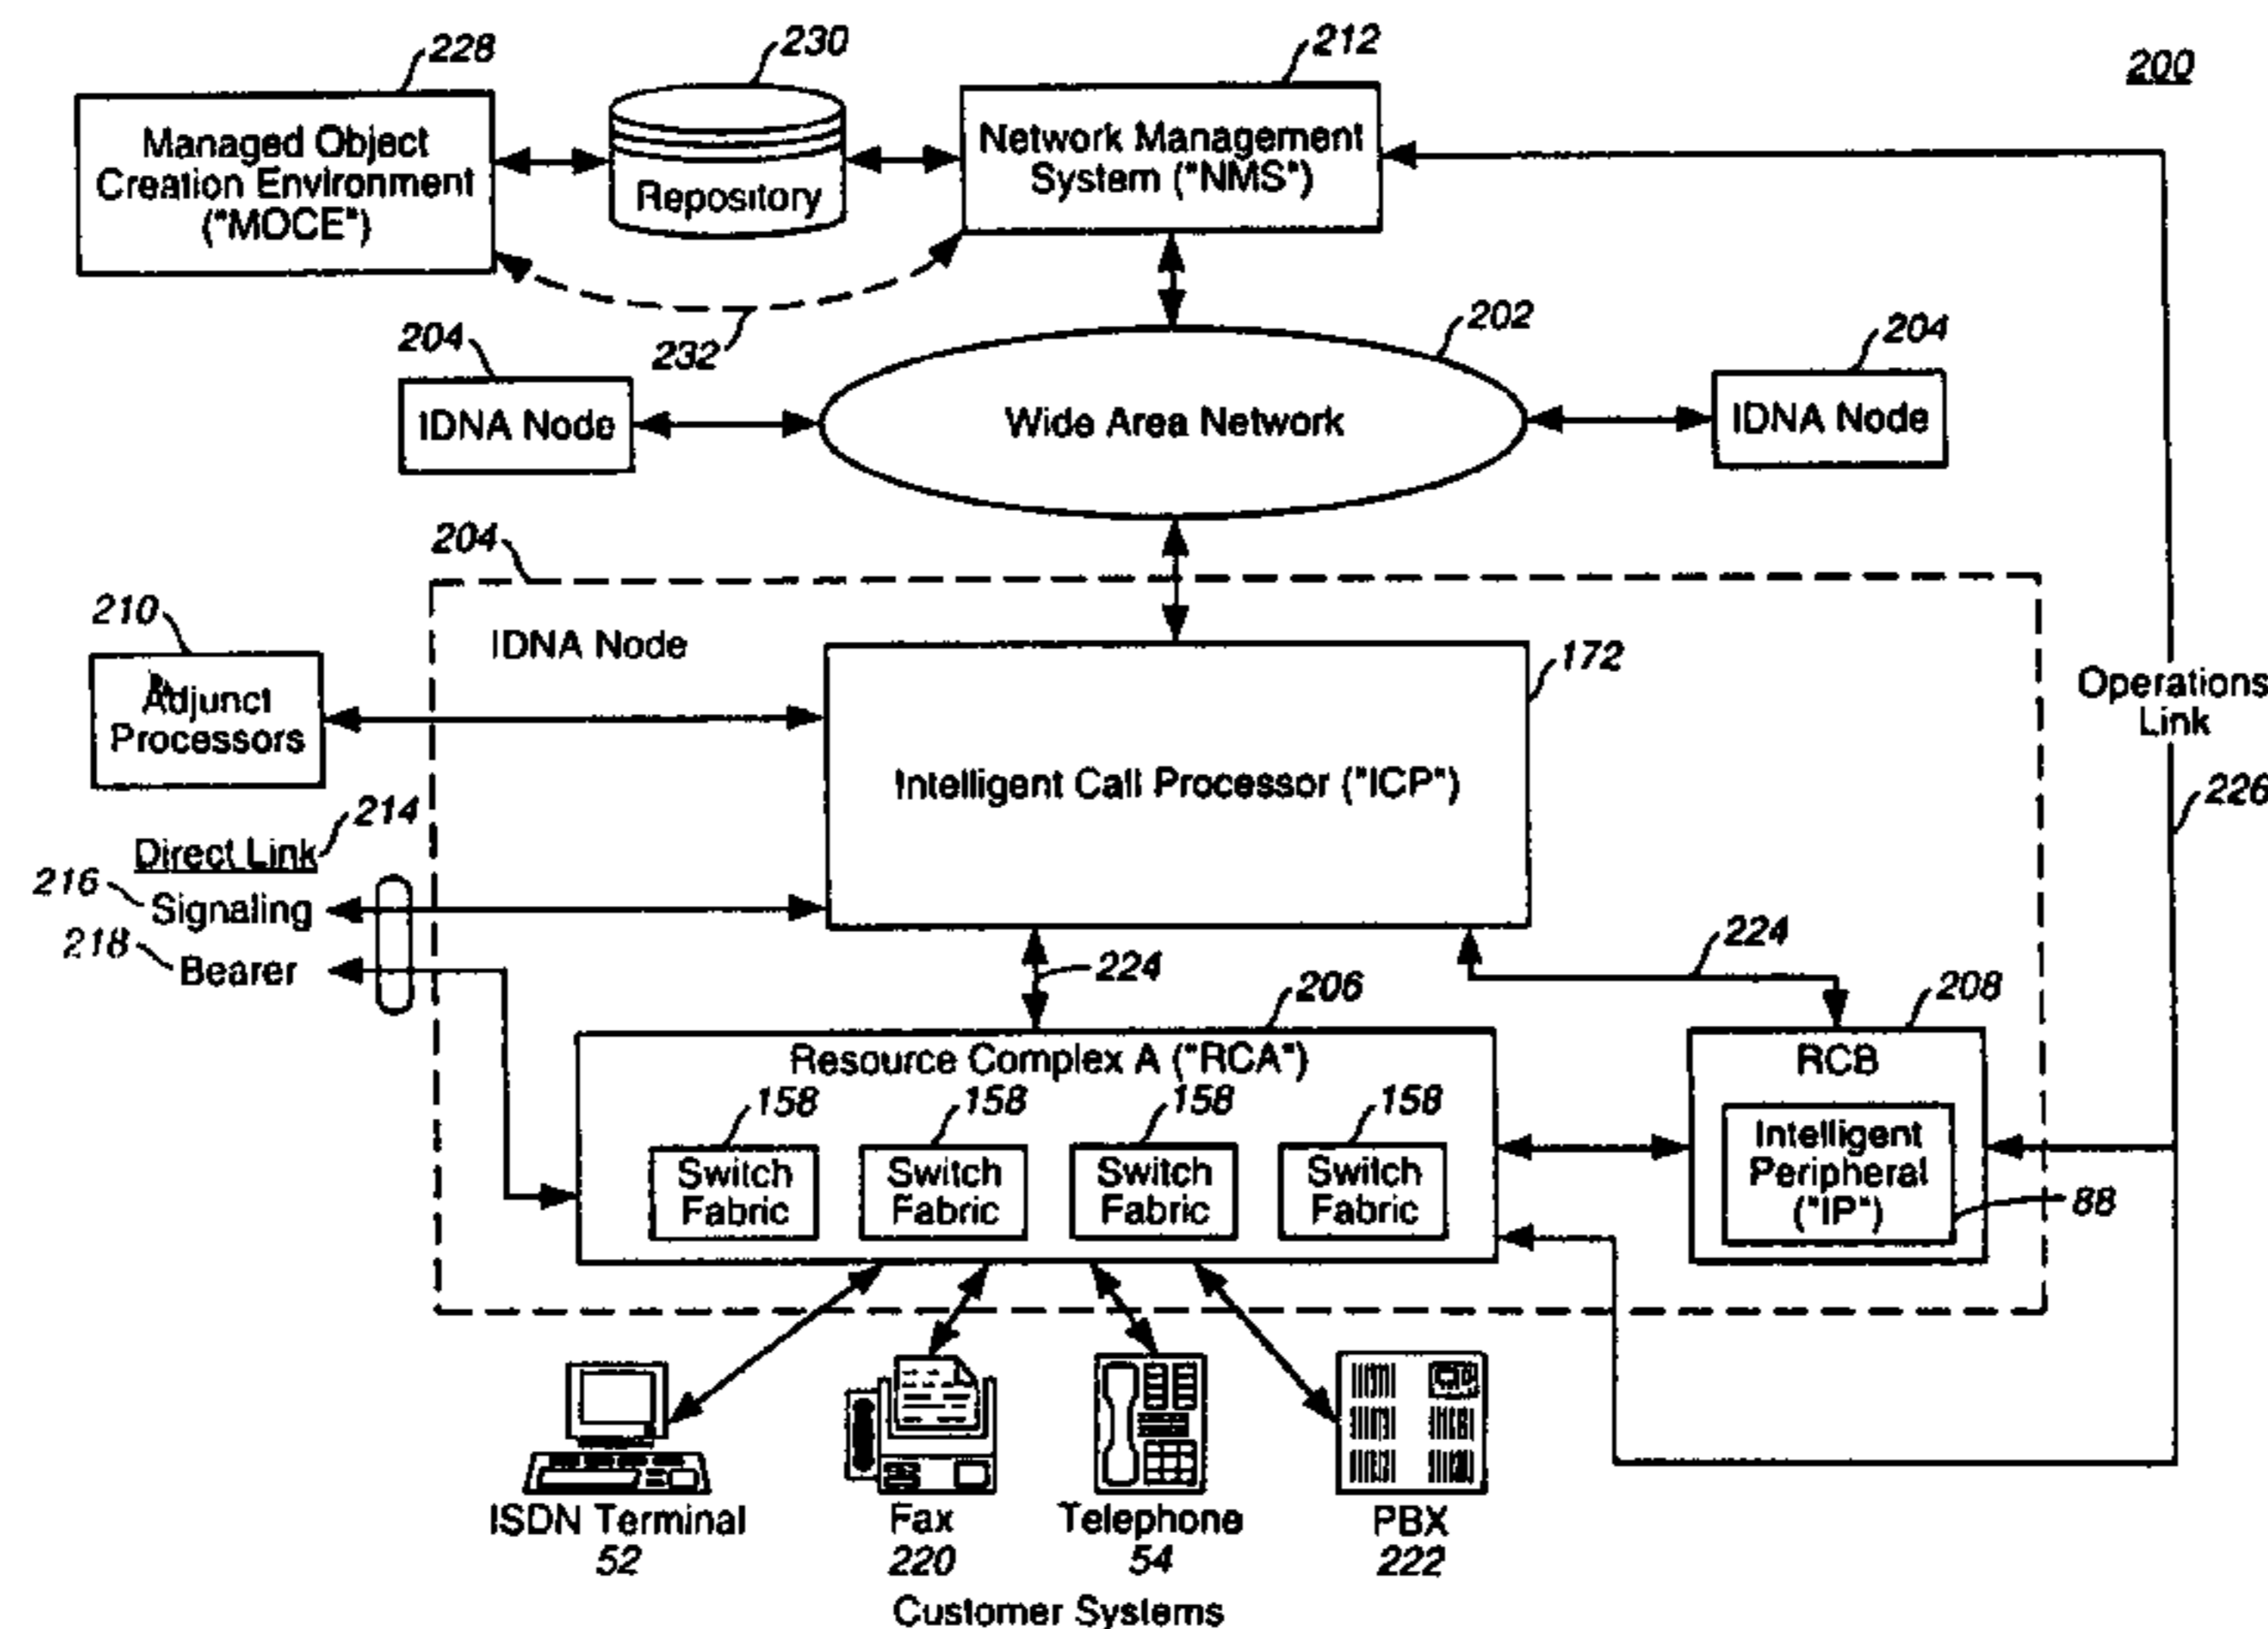 228
230
212
200
Managed Object
Creation Environment
("MOCE")
Repository
Network Management
System ("NMS")
232
202
204
204
IDNA Node
Wide Area Network
IDNA Node
204
210
IDNA Node
172
Adjunct
Processors
Operations
Link
Intelligent Call Processor ("ICP")
226
214
Direct Link
216
Signaling
218
Bearer
224
224
206
208
Resource Complex A ("RCA")
RCB
158
158
158
158
Switch
Fabric
Switch
Fabric
Switch
Fabric
Switch
Fabric
Intelligent
Peripheral
("IP")
88
ISDN Terminal
52
Fax
220
Telephone
54
PBX
222
Customer Systems